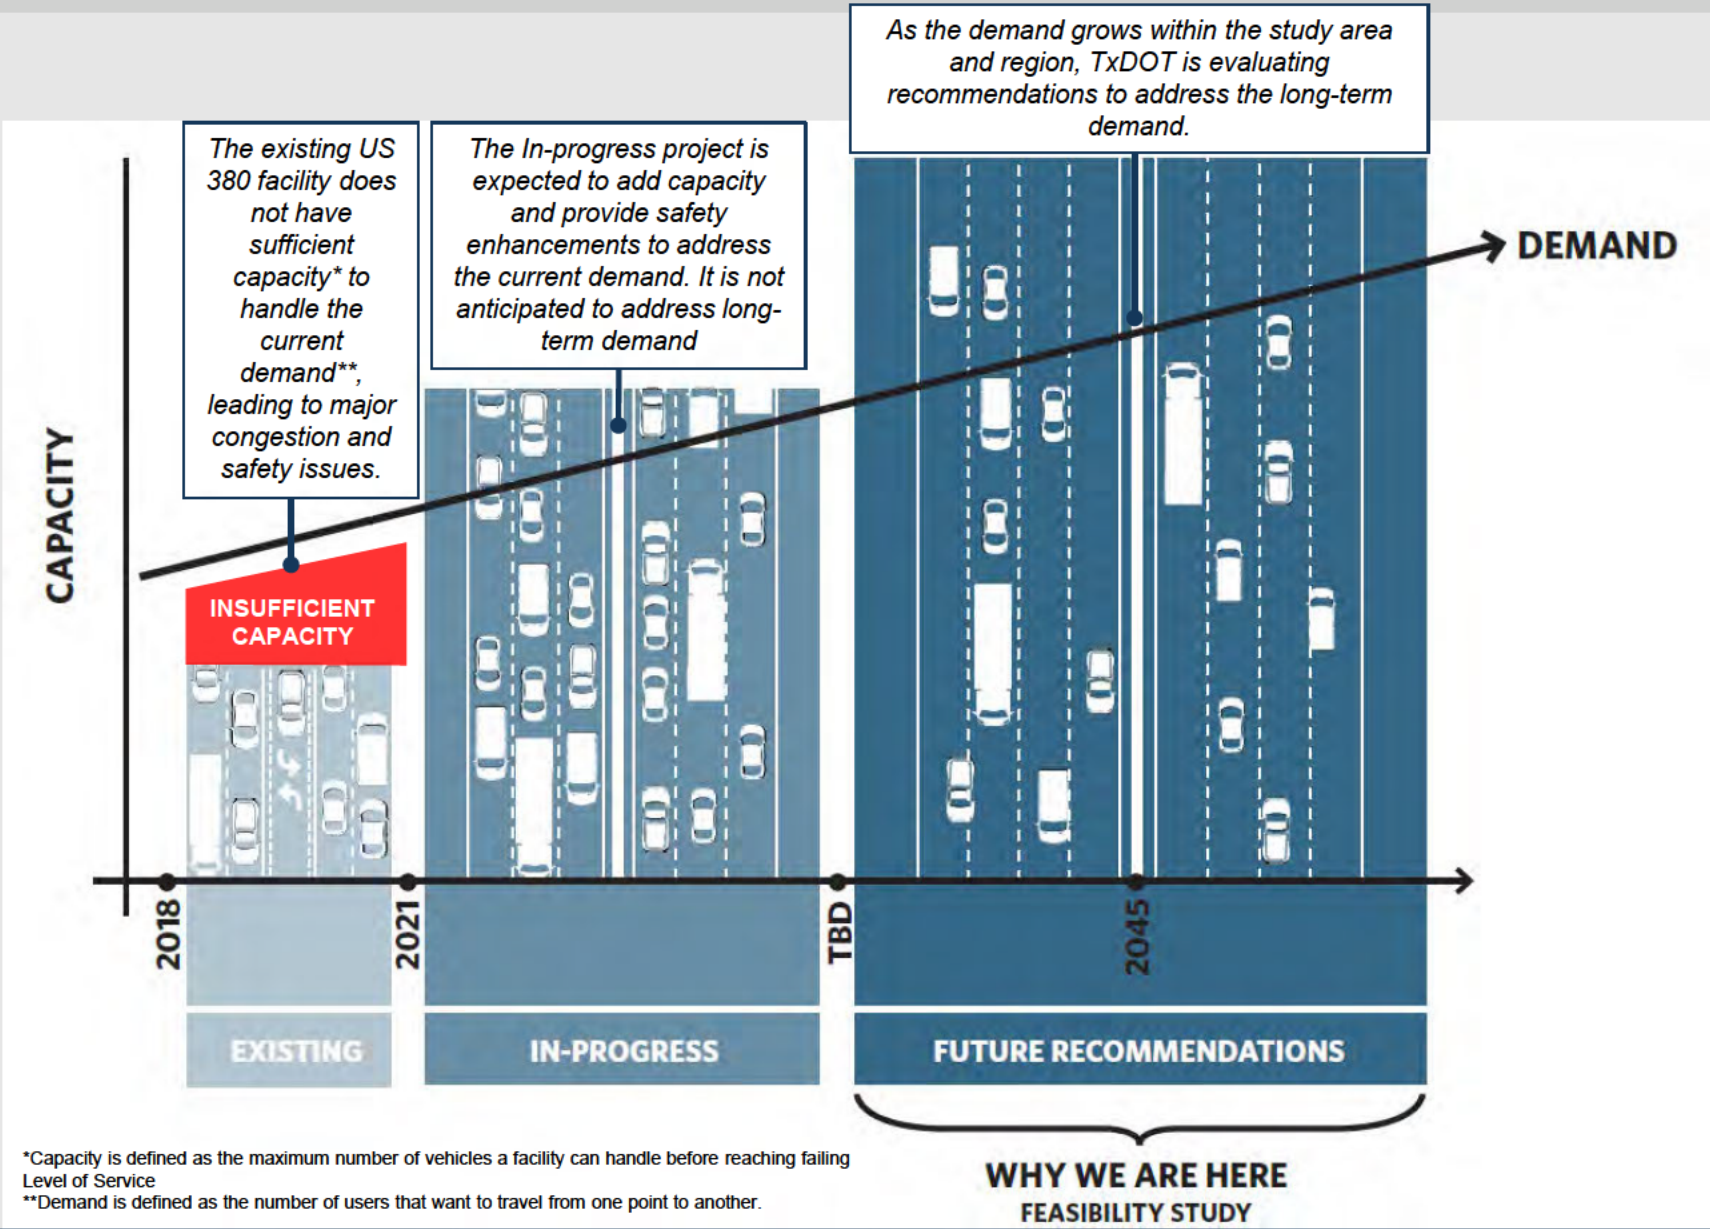 As the demand grows within the study area
and region, TxDOT is evaluating
recommendations to address the long-term
demand.
The existing US
380 facility does
not have
sufficient
capacity* to
handle the
current
demand**,
leading to major
congestion and
safety issues.
The In-progress project is
expected to add capacity
and provide safety
enhancements to address
the current demand. It is not
anticipated to address long-
term demand
DEMAND
CAPACITY
INSUFFICIENT
CAPACITY
2018
2021
TBD
2045
EXISTING
IN-PROGRESS
FUTURE RECOMMENDATIONS
*Capacity is defined as the maximum number of vehicles a facility can handle before reaching failing
Level of Service
**Demand is defined as the number of users that want to travel from one point to another.
WHY WE ARE HERE
FEASIBILITY STUDY